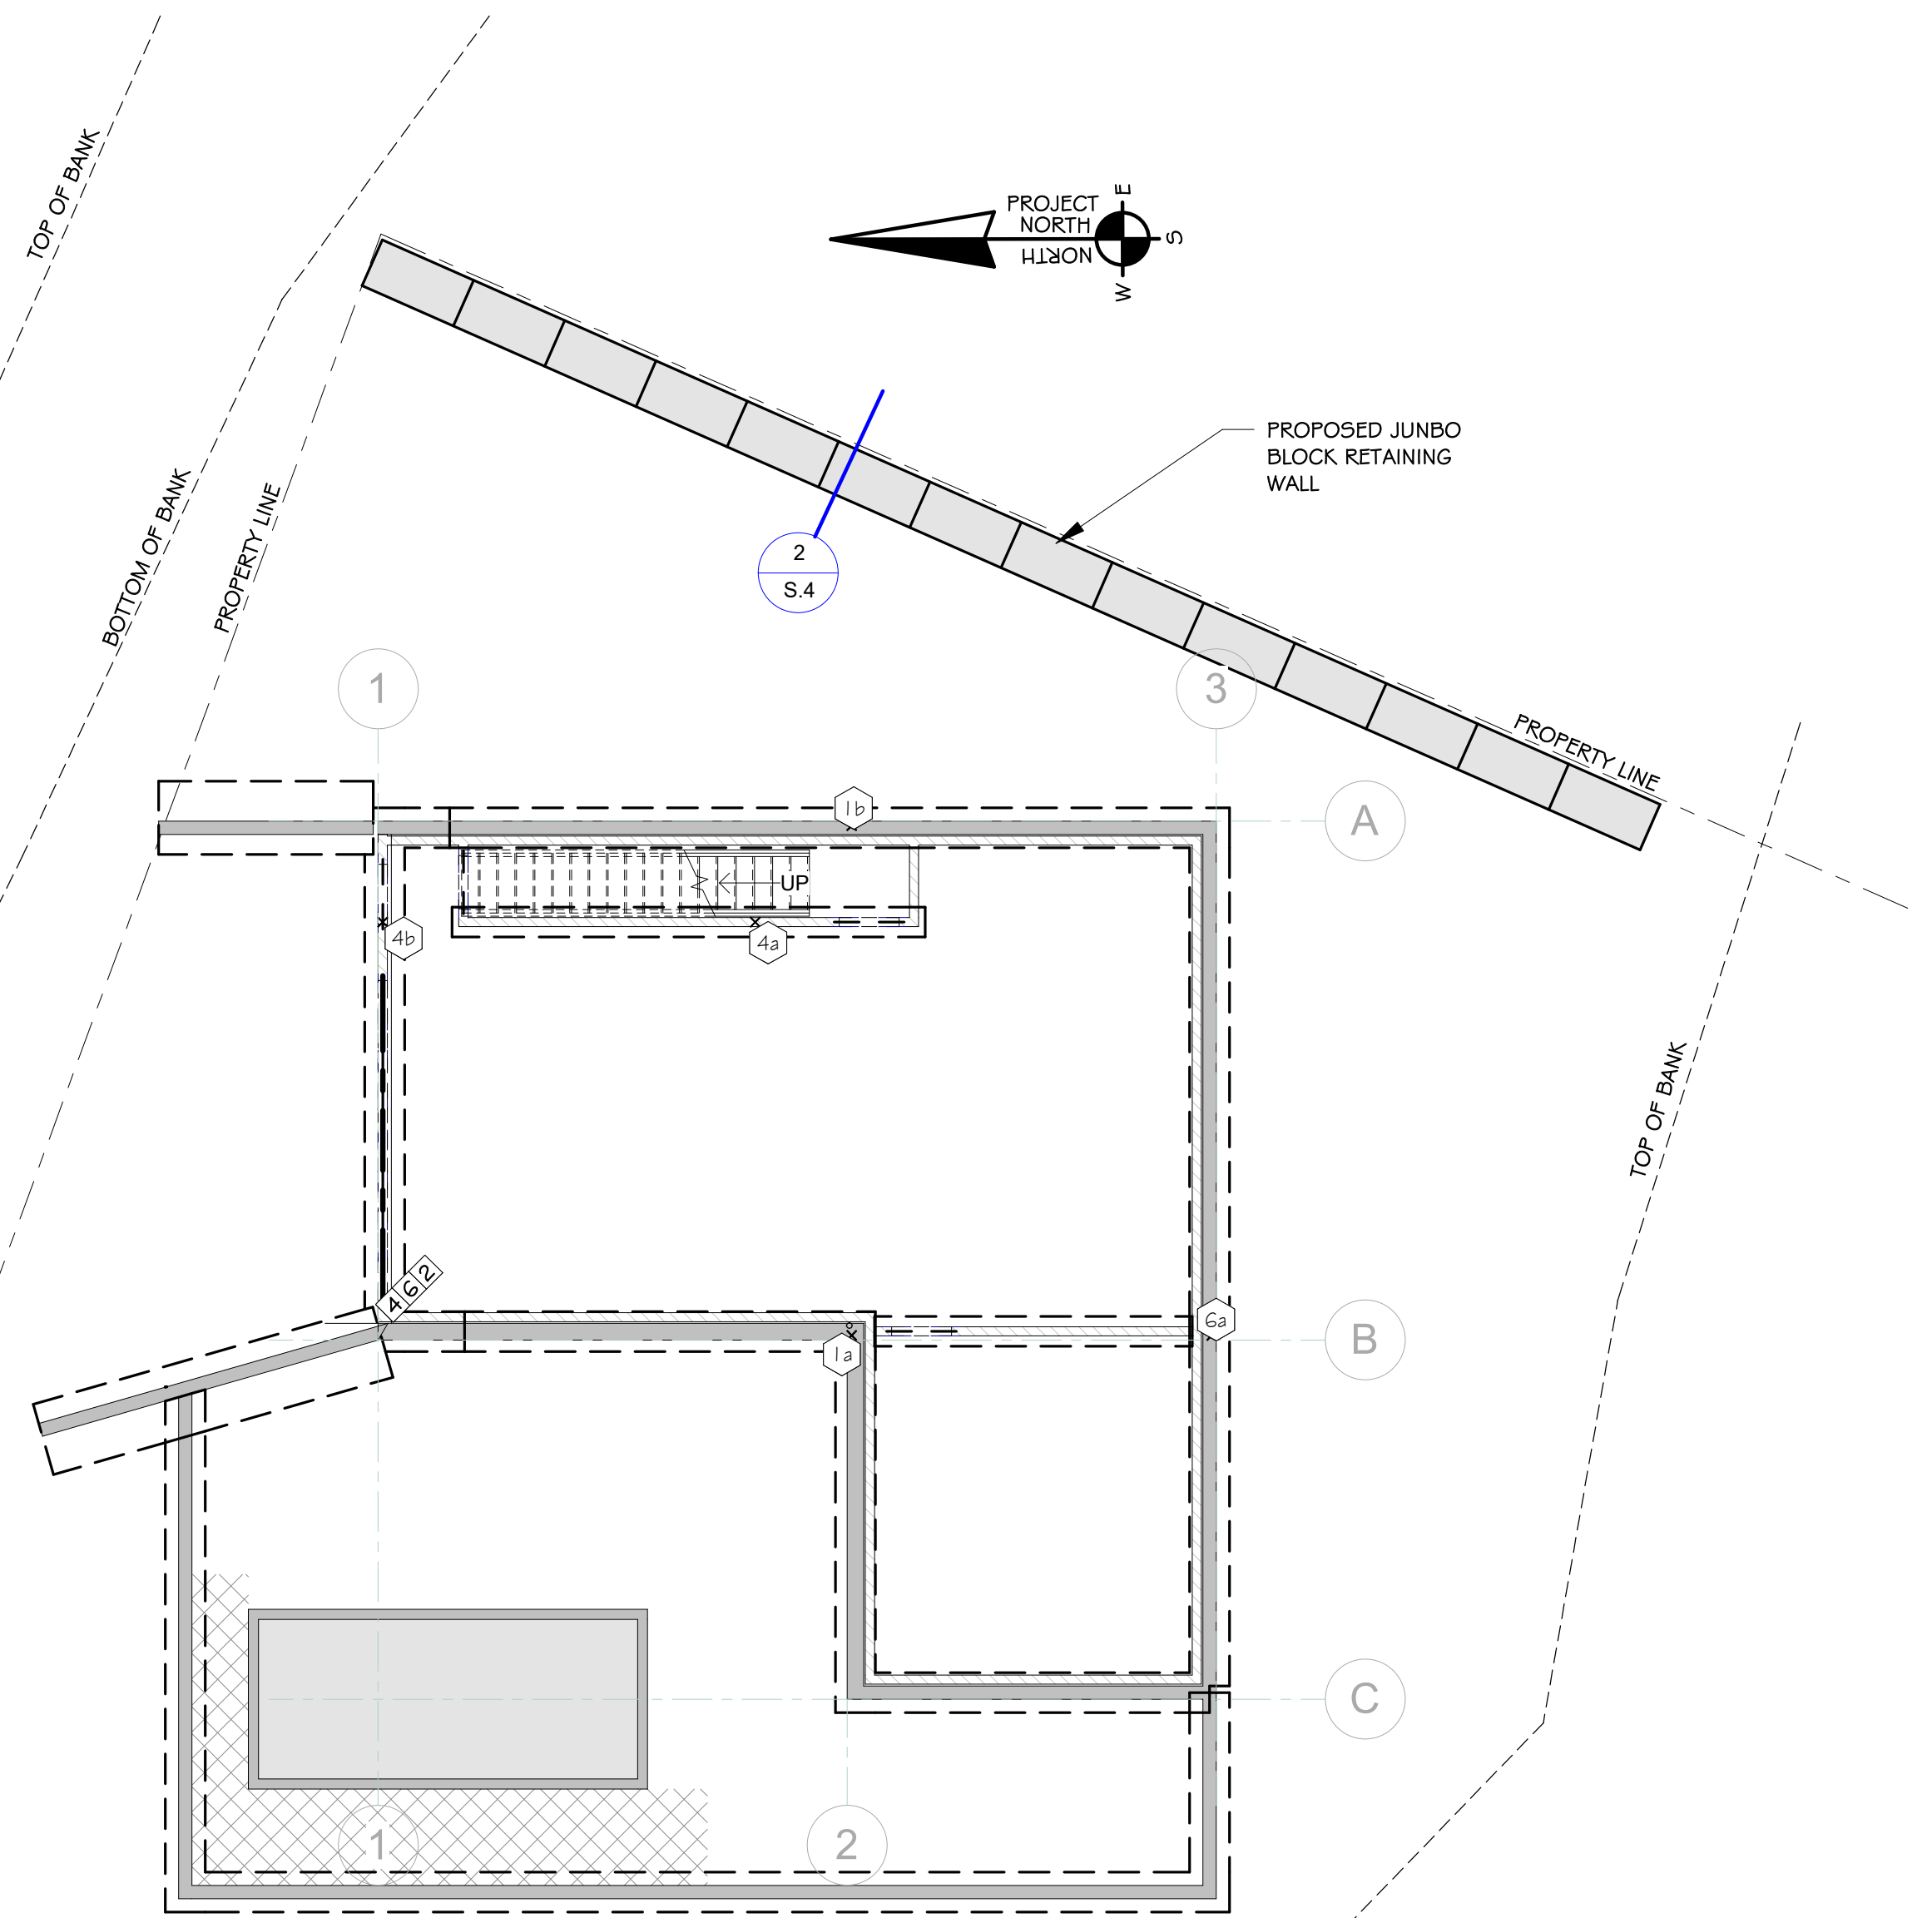 TOP OF BANK
E
PROJECT
NORTH
NORTH
S
W
PROPOSED JUNBO
BLOCK RETAINING
WALL
BOTTOM OF BANK
PROPERTY LINE
2
S.4
1
3
PROPERTY LINE
1b
A
UP
4b
4a
TOP OF BANK
4 6 2
6a
B
1a
C
1
2